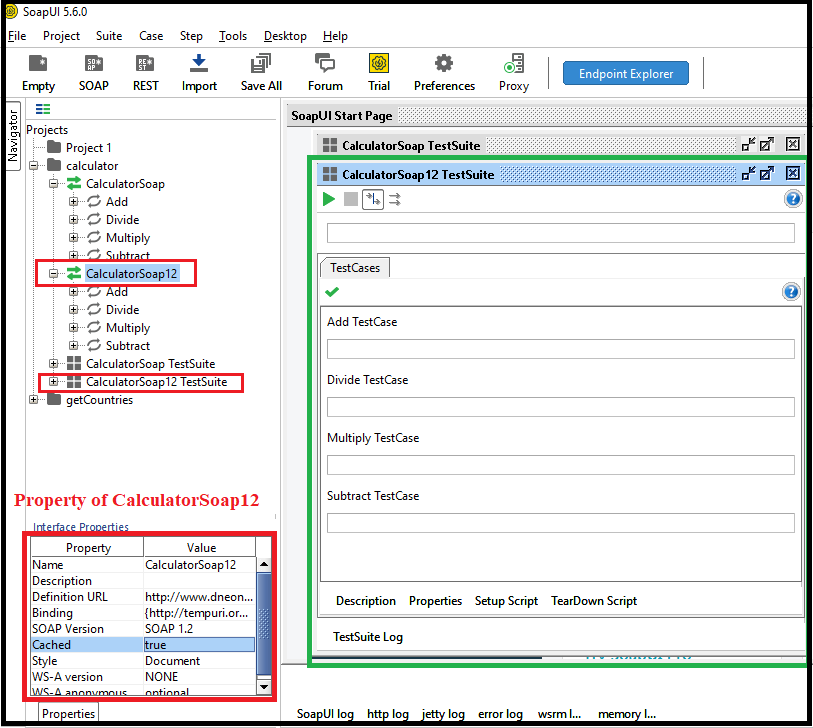 SoapUI 5.6.0
File Project Suite Case Step Tools Desktop Help
Empty SOAP REST Import Save All Forum Trial Preferences Proxy Endpoint Explorer
Navigator
Projects
Project 1
calculator
CalculatorSoap
Add
Divide
Multiply
Subtract
CalculatorSoap12
Add
Divide
Multiply
Subtract
CalculatorSoap TestSuite
CalculatorSoap12 TestSuite
getCountries
Property of CalculatorSoap12
Interface Properties
Property Value
Name CalculatorSoap12
Description
Definition URL http://www.dneon...
Binding {http://tempuri.or...
SOAP Version SOAP 1.2
Cached true
Style Document
WS-A version NONE
WS-A anonymous optional
Properties
SoapUI Start Page
CalculatorSoap TestSuite
CalculatorSoap12 TestSuite
TestCases
Add TestCase
Divide TestCase
Multiply TestCase
Subtract TestCase
Description Properties Setup Script TearDown Script
TestSuite Log
SoapUI log http log jetty log error log wsrm l... memory l...